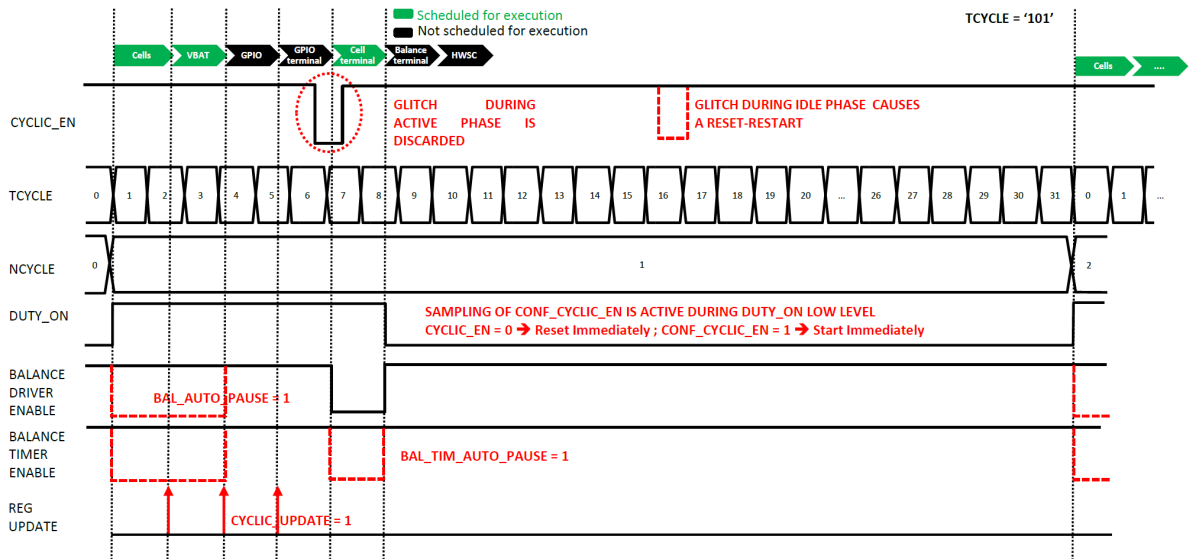 Scheduled for execution
Not scheduled for execution
TCYCLE = ‘101’
Cells
VBAT
GPIO
GPIO
terminal
Cell
terminal
Balance
terminal
HWSC
Cells
....
CYCLIC_EN
GLITCH DURING
ACTIVE PHASE IS
DISCARDED
GLITCH DURING IDLE PHASE CAUSES
A RESET-RESTART
TCYCLE
0 1 2 3 4 5 6 7 8 9 10 11 12 13 14 15 16 17 18 19 20 ... 26 27 28 29 30 31 0 1 ...
NCYCLE
0 1 2
DUTY_ON
SAMPLING OF CONF_CYCLIC_EN IS ACTIVE DURING DUTY_ON LOW LEVEL
CYCLIC_EN = 0 ➔ Reset Immediately ; CONF_CYCLIC_EN = 1 ➔ Start Immediately
BALANCE
DRIVER
ENABLE
BAL_AUTO_PAUSE = 1
BALANCE
TIMER
ENABLE
BAL_TIM_AUTO_PAUSE = 1
REG
UPDATE
CYCLIC_UPDATE = 1